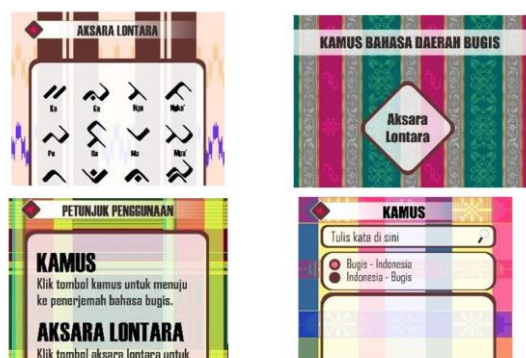 AKSARA LONTARA
ᨀ ᨁ ᨂ ᨃ
Ka Ga Nga Ngka'
ᨄ ᨅ ᨆ ᨇ
Pa Ba Ma Mpa'
ᨈ ᨉ ᨊ ᨋ
KAMUS BAHASA DAERAH BUGIS
Aksara
Lontara
PETUNJUK PENGGUNAAN
KAMUS
Klik tombol kamus untuk menuju
ke penerjemah bahasa bugis.
AKSARA LONTARA
Klik tombol aksara lontara untuk
KAMUS
Tulis kata di sini
Bugis - Indonesia
Indonesia - Bugis